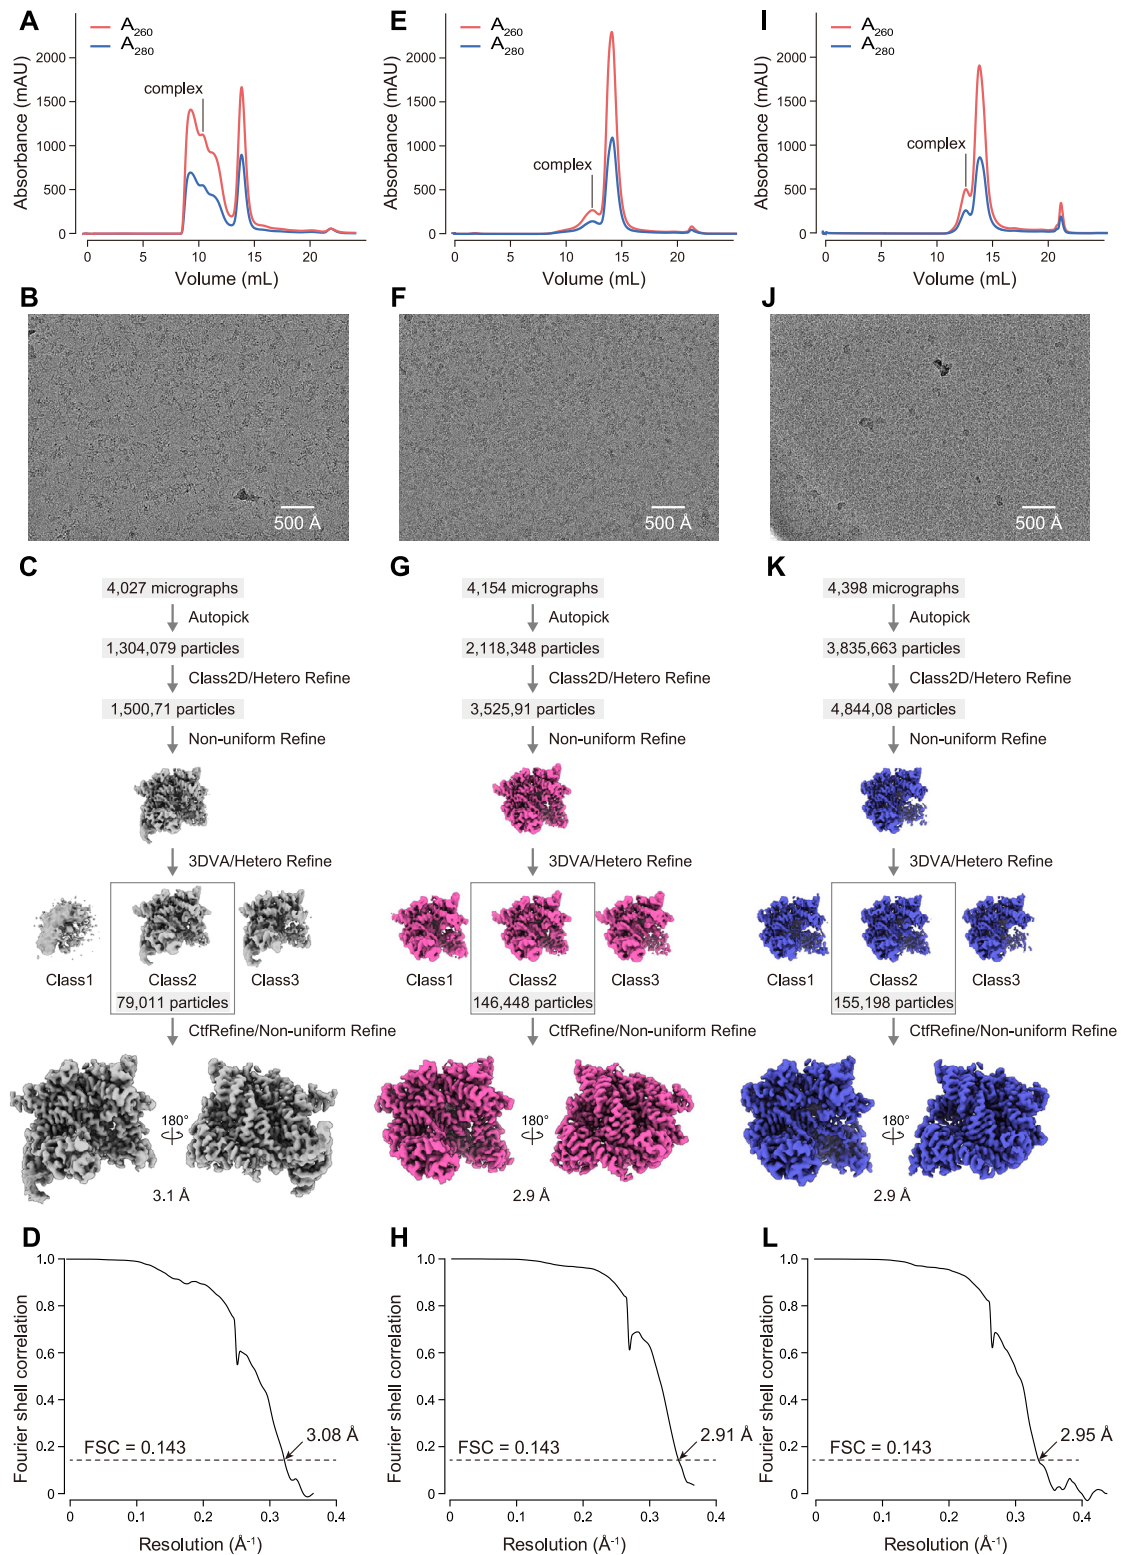 A
A260
A280
complex
Absorbance (mAU)
2000
1500
1000
500
0
0 5 10 15 20
Volume (mL)
E
A260
A280
complex
Absorbance (mAU)
2000
1500
1000
500
0
0 5 10 15 20
Volume (mL)
I
A260
A280
complex
Absorbance (mAU)
2000
1500
1000
500
0
0 5 10 15 20
Volume (mL)
B
500 Å
F
500 Å
J
500 Å
C
4,027 micrographs
Autopick
1,304,079 particles
Class2D/Hetero Refine
1,500,71 particles
Non-uniform Refine
3DVA/Hetero Refine
Class1 Class2 Class3
79,011 particles
CtfRefine/Non-uniform Refine
180°
3.1 Å
G
4,154 micrographs
Autopick
2,118,348 particles
Class2D/Hetero Refine
3,525,91 particles
Non-uniform Refine
3DVA/Hetero Refine
Class1 Class2 Class3
146,448 particles
CtfRefine/Non-uniform Refine
180°
2.9 Å
K
4,398 micrographs
Autopick
3,835,663 particles
Class2D/Hetero Refine
4,844,08 particles
Non-uniform Refine
3DVA/Hetero Refine
Class1 Class2 Class3
155,198 particles
CtfRefine/Non-uniform Refine
180°
2.9 Å
D
Fourier shell correlation
1.0
0.8
0.6
0.4
0.2
0
3.08 Å
FSC = 0.143
0 0.1 0.2 0.3 0.4
Resolution (Å⁻¹)
H
Fourier shell correlation
1.0
0.8
0.6
0.4
0.2
0
2.91 Å
FSC = 0.143
0 0.1 0.2 0.3 0.4
Resolution (Å⁻¹)
L
Fourier shell correlation
1.0
0.8
0.6
0.4
0.2
0
2.95 Å
FSC = 0.143
0 0.1 0.2 0.3 0.4
Resolution (Å⁻¹)